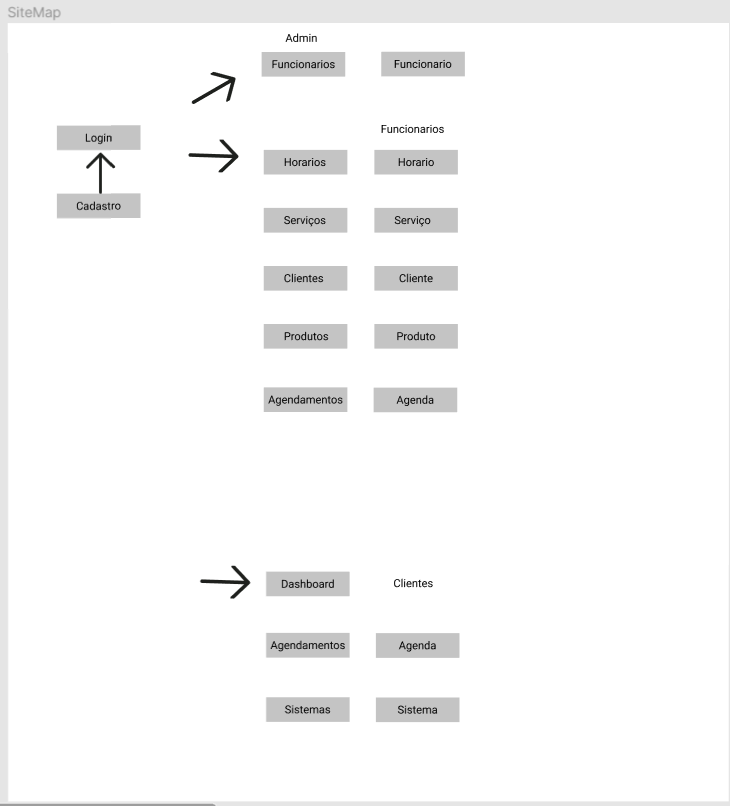 SiteMap
Admin
Funcionarios
Funcionario
Login
Cadastro
Funcionarios
Horarios
Horario
Serviços
Serviço
Clientes
Cliente
Produtos
Produto
Agendamentos
Agenda
Dashboard
Clientes
Agendamentos
Agenda
Sistemas
Sistema